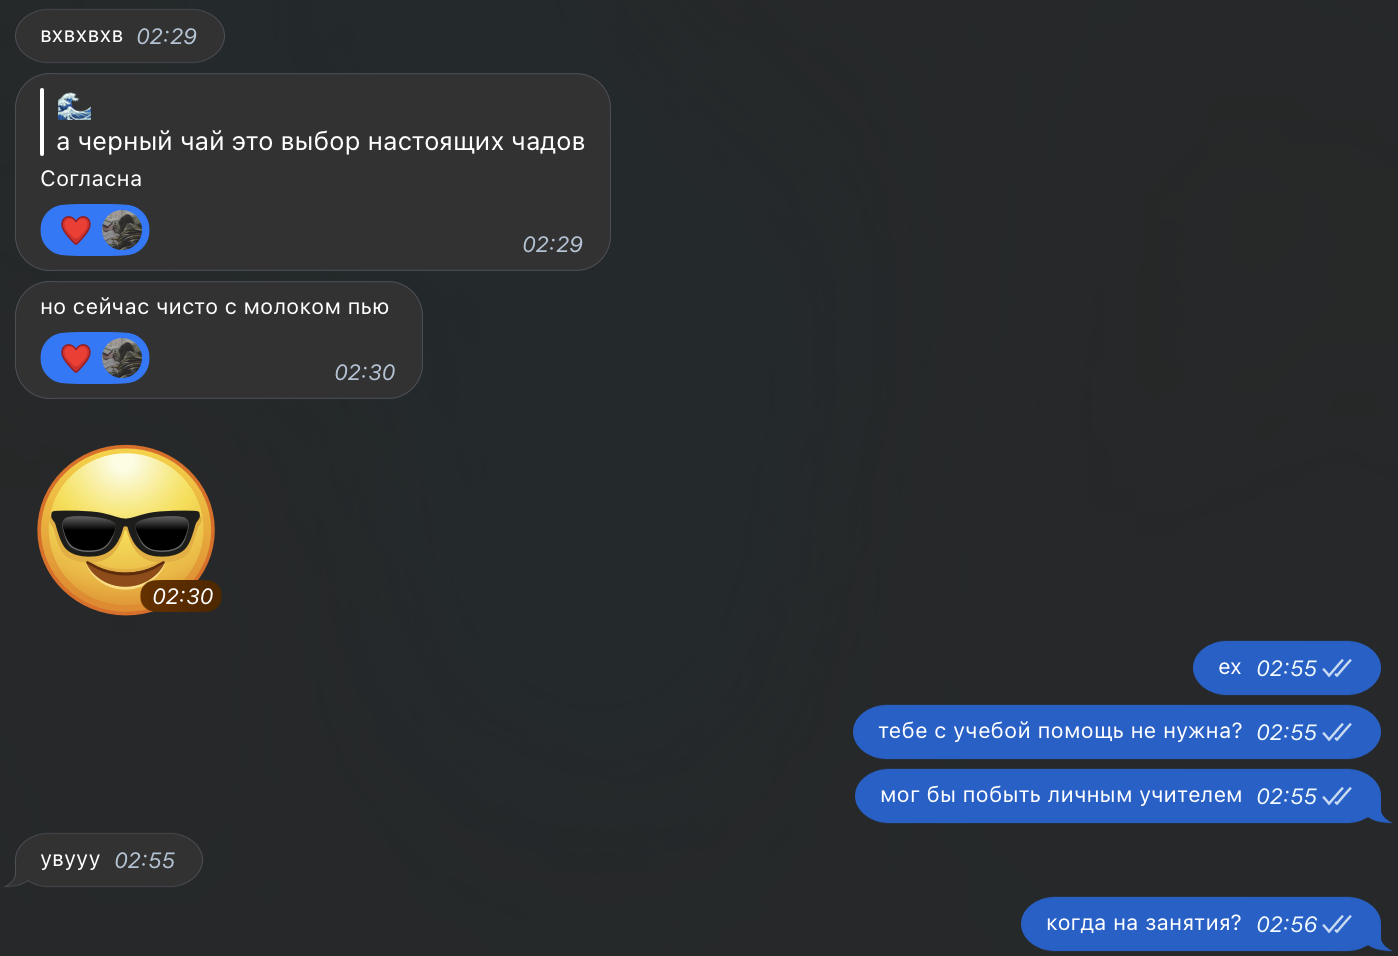 вхвхвхв 02:29
а черный чай это выбор настоящих чадов
Согласна
02:29
но сейчас чисто с молоком пью
02:30
02:30
ех 02:55
тебе с учебой помощь не нужна? 02:55
мог бы побыть личным учителем 02:55
увууу 02:55
когда на занятия? 02:56